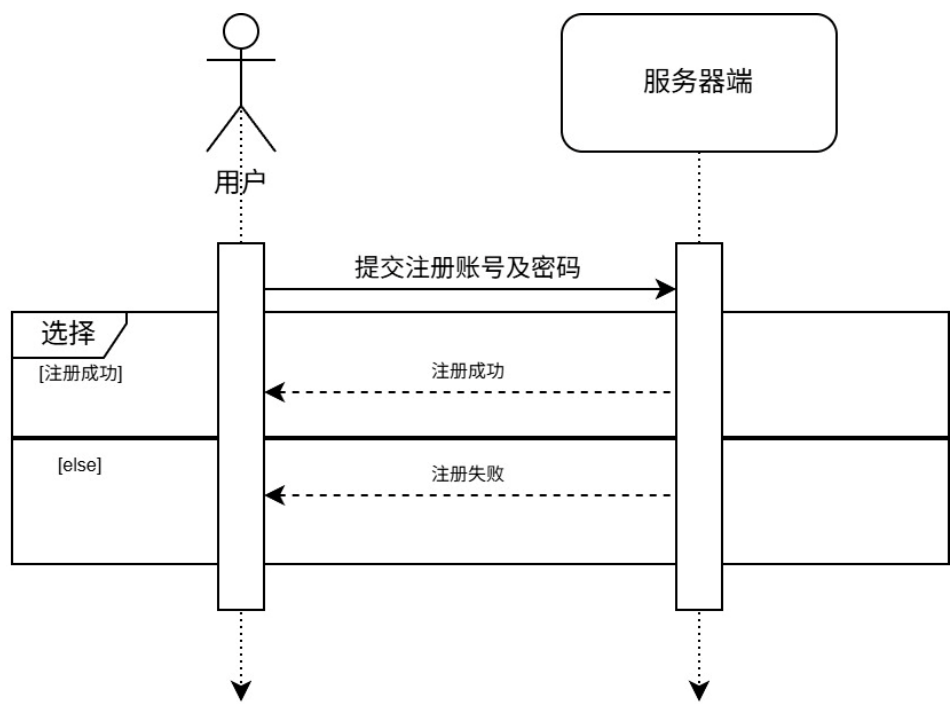 服务器端
用户
提交注册账号及密码
选择
[注册成功]
注册成功
[else]
注册失败